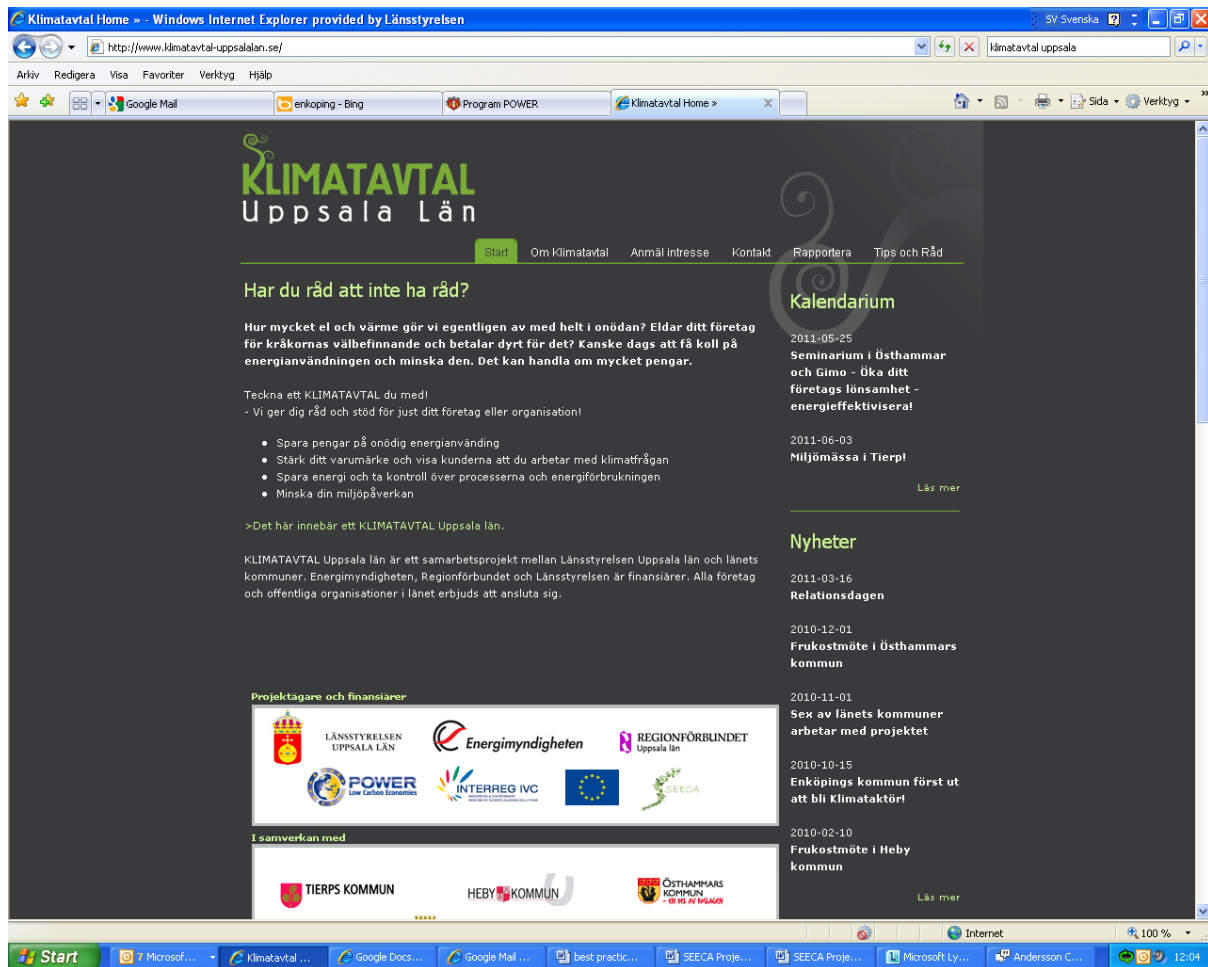 Klimatavtal Home » - Windows Internet Explorer provided by Länsstyrelsen
SV Svenska
http://www.klimatavtal-uppsalalan.se/
klimatavtal uppsala
Arkiv Redigera Visa Favoriter Verktyg Hjälp
Google Mail
enkoping - Bing
Program POWER
Klimatavtal Home »
Sida
Verktyg
KLIMATAVTAL
Uppsala Län
Start Om Klimatavtal Anmäl intresse Kontakt Rapportera Tips och Råd
Har du råd att inte ha råd?
Hur mycket el och värme gör vi egentligen av med helt i onödan? Eldar ditt företag
för kråkornas välbefinnande och betalar dyrt för det? Kanske dags att få koll på
energianvändningen och minska den. Det kan handla om mycket pengar.
Teckna ett KLIMATAVTAL du med!
- Vi ger dig råd och stöd för just ditt företag eller organisation!
• Spara pengar på onödig energianvänding
• Stärk ditt varumärke och visa kunderna att du arbetar med klimatfrågan
• Spara energi och ta kontroll över processerna och energiförbrukningen
• Minska din miljöpåverkan
>Det här innebär ett KLIMATAVTAL Uppsala län.
KLIMATAVTAL Uppsala län är ett samarbetsprojekt mellan Länsstyrelsen Uppsala län och länets
kommuner. Energimyndigheten, Regionförbundet och Länsstyrelsen är finansiärer. Alla företag
och offentliga organisationer i länet erbjuds att ansluta sig.
Projektägare och finansiärer
LÄNSSTYRELSEN
UPPSALA LÄN
Energimyndigheten
REGIONFÖRBUNDET
Uppsala län
POWER
Low Carbon Economies
INTERREG IVC
SEECA
I samverkan med
TIERPS KOMMUN
HEBY KOMMUN
ÖSTHAMMARS
KOMMUN
- EN DEL AV ROSLAGEN
Kalendarium
2011-05-25
Seminarium i Östhammar
och Gimo - Öka ditt
företags lönsamhet -
energieffektivisera!
2011-06-03
Miljömässa i Tierp!
Läs mer
Nyheter
2011-03-16
Relationsdagen
2010-12-01
Frukostmöte i Östhammars
kommun
2010-11-01
Sex av länets kommuner
arbetar med projektet
2010-10-15
Enköpings kommun först ut
att bli Klimataktör!
2010-02-10
Frukostmöte i Heby
kommun
Läs mer
Internet
100 %
Start
7 Microsof...
Klimatavtal ...
Google Docs...
Google Mail ...
best practic...
SEECA Proje...
SEECA Proje...
Microsoft Ly...
Andersson C...
12:04